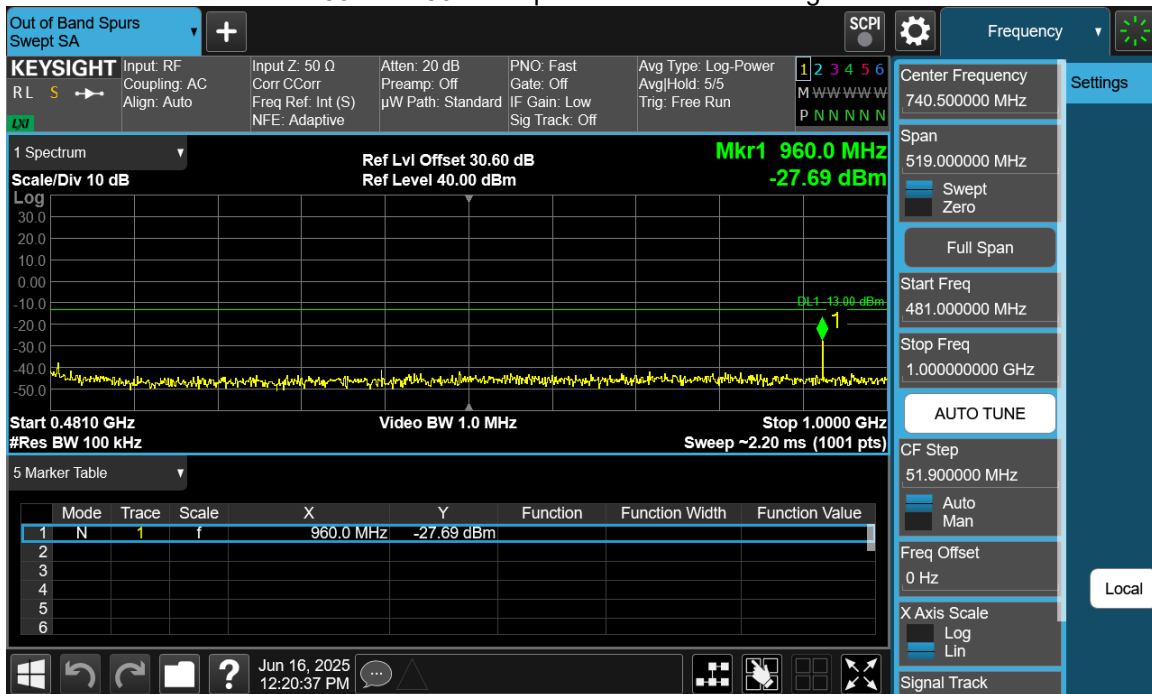 Out of Band Spurs
Swept SA
+
SCPI
Frequency
KEYSIGHT
RL S
LXI
Input: RF
Coupling: AC
Align: Auto
Input Z: 50 Ω
Corr CCorr
Freq Ref: Int (S)
NFE: Adaptive
Atten: 20 dB
Preamp: Off
µW Path: Standard
PNO: Fast
Gate: Off
IF Gain: Low
Sig Track: Off
Avg Type: Log-Power
Avg|Hold: 5/5
Trig: Free Run
1 2 3 4 5 6
M W W W W W
P N N N N N
1 Spectrum
Scale/Div 10 dB
Ref Lvl Offset 30.60 dB
Ref Level 40.00 dBm
Mkr1 960.0 MHz
-27.69 dBm
Log
30.0
20.0
10.0
0.00
-10.0
-20.0
-30.0
-40.0
-50.0
DL1 -13.00 dBm
1
Start 0.4810 GHz
#Res BW 100 kHz
Video BW 1.0 MHz
Stop 1.0000 GHz
Sweep ~2.20 ms (1001 pts)
5 Marker Table
Mode Trace Scale X Y Function Function Width Function Value
1 N 1 f 960.0 MHz -27.69 dBm
2
3
4
5
6
Jun 16, 2025
12:20:37 PM
Center Frequency
740.500000 MHz
Span
519.000000 MHz
Swept
Zero
Full Span
Start Freq
481.000000 MHz
Stop Freq
1.000000000 GHz
AUTO TUNE
CF Step
51.900000 MHz
Auto
Man
Freq Offset
0 Hz
X Axis Scale
Log
Lin
Signal Track
Settings
Local